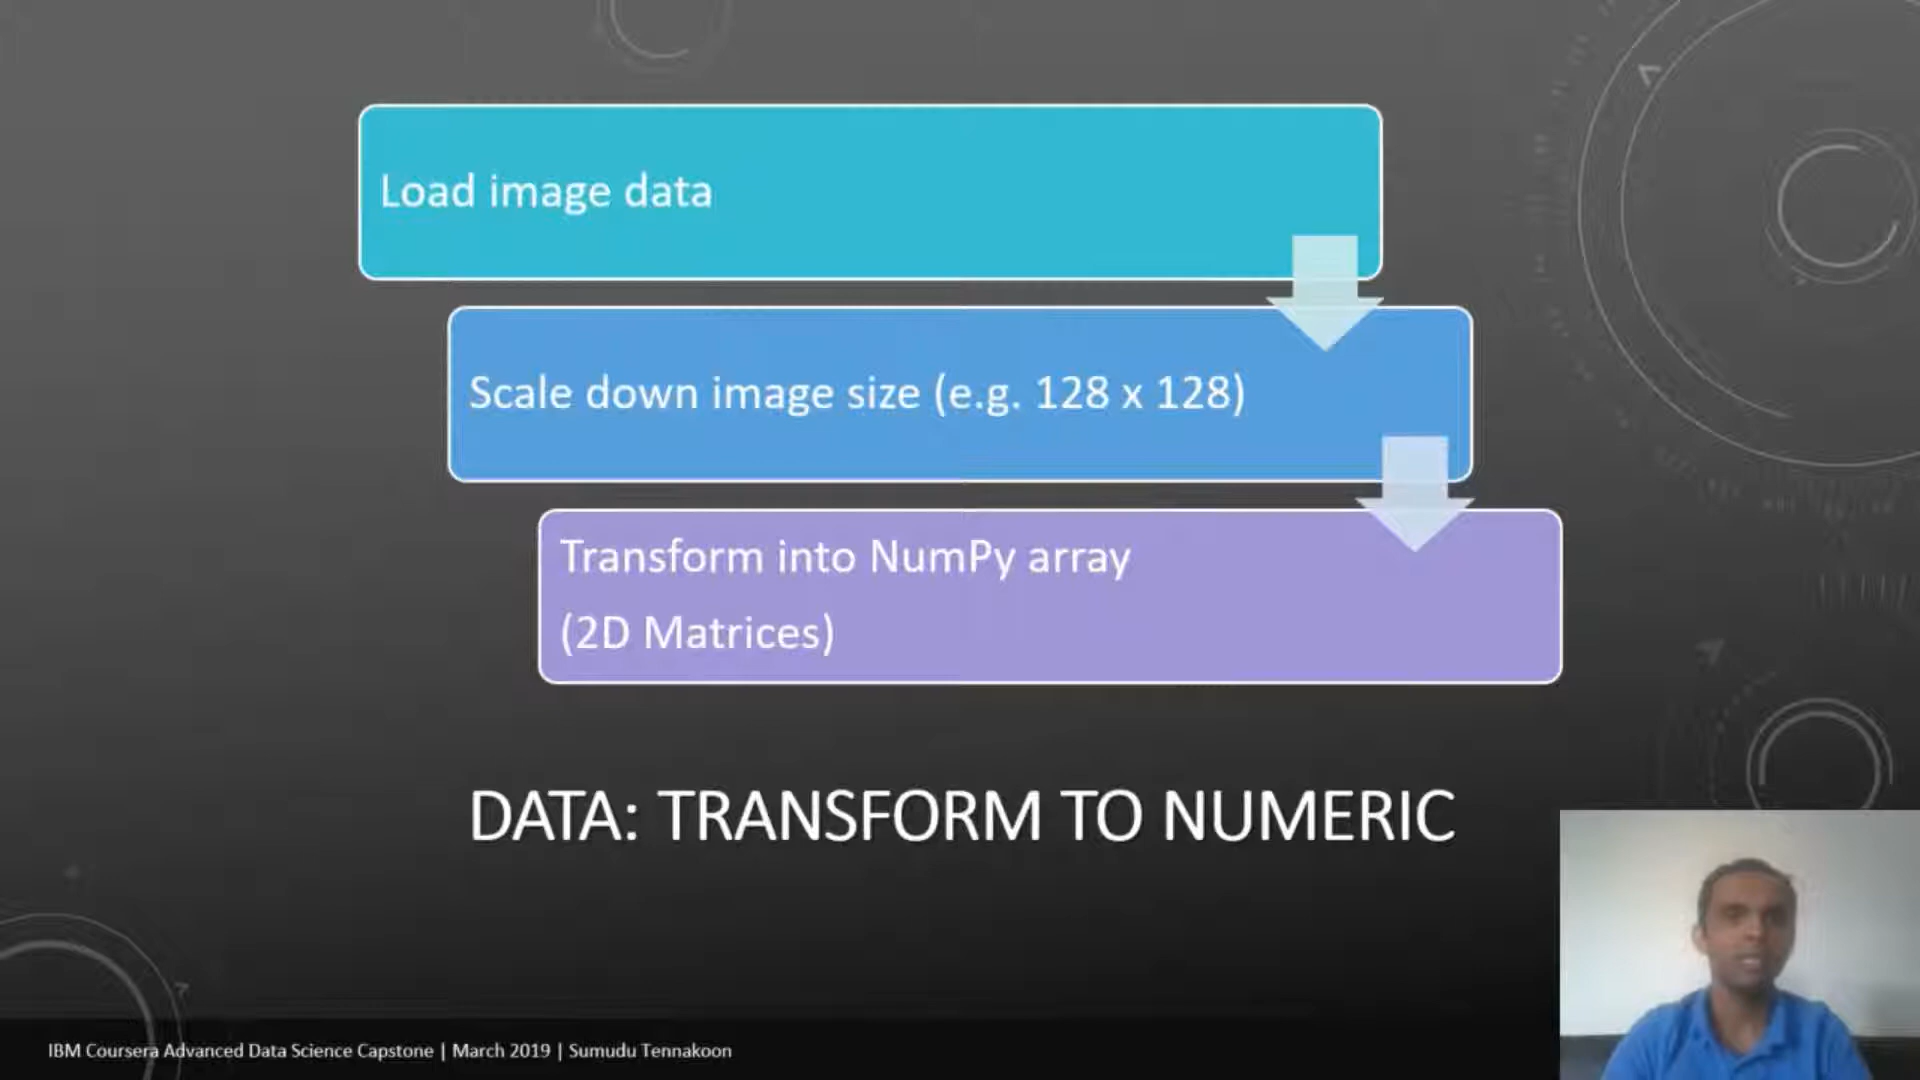 Load image data
Scale down image size (e.g. 128 x 128)
Transform into NumPy array
(2D Matrices)
DATA: TRANSFORM TO NUMERIC
IBM Coursera Advanced Data Science Capstone | March 2019 | Sumudu Tennakoon